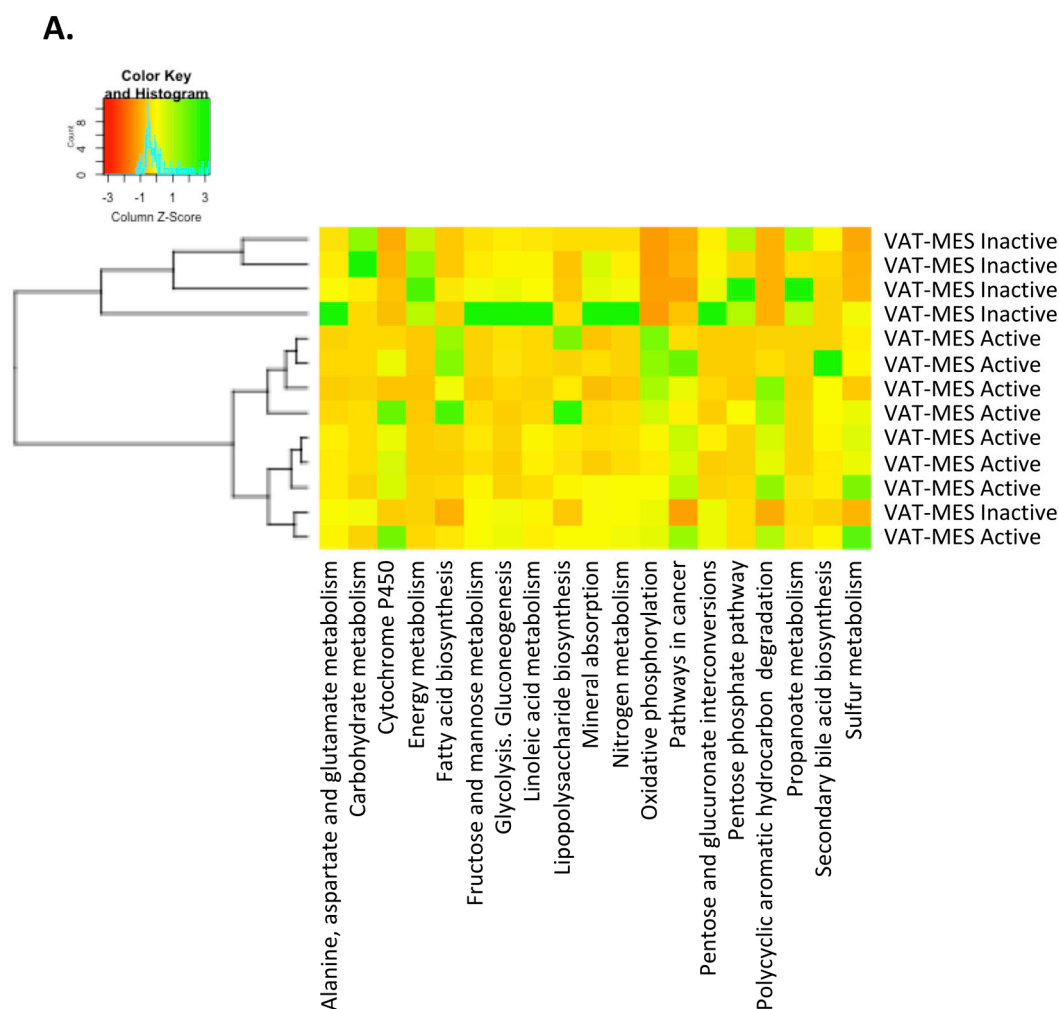 A.
Color Key
and Histogram
Count
0 4 8
-3 -1 1 3
Column Z-Score
VAT-MES Inactive
VAT-MES Inactive
VAT-MES Inactive
VAT-MES Inactive
VAT-MES Active
VAT-MES Active
VAT-MES Active
VAT-MES Active
VAT-MES Active
VAT-MES Active
VAT-MES Active
VAT-MES Inactive
VAT-MES Active
Alanine, aspartate and glutamate metabolism
Carbohydrate metabolism
Cytochrome P450
Energy metabolism
Fatty acid biosynthesis
Fructose and mannose metabolism
Glycolysis. Gluconeogenesis
Linoleic acid metabolism
Lipopolysaccharide biosynthesis
Mineral absorption
Nitrogen metabolism
Oxidative phosphorylation
Pathways in cancer
Pentose and glucuronate interconversions
Pentose phosphate pathway
Polycyclic aromatic hydrocarbon degradation
Propanoate metabolism
Secondary bile acid biosynthesis
Sulfur metabolism